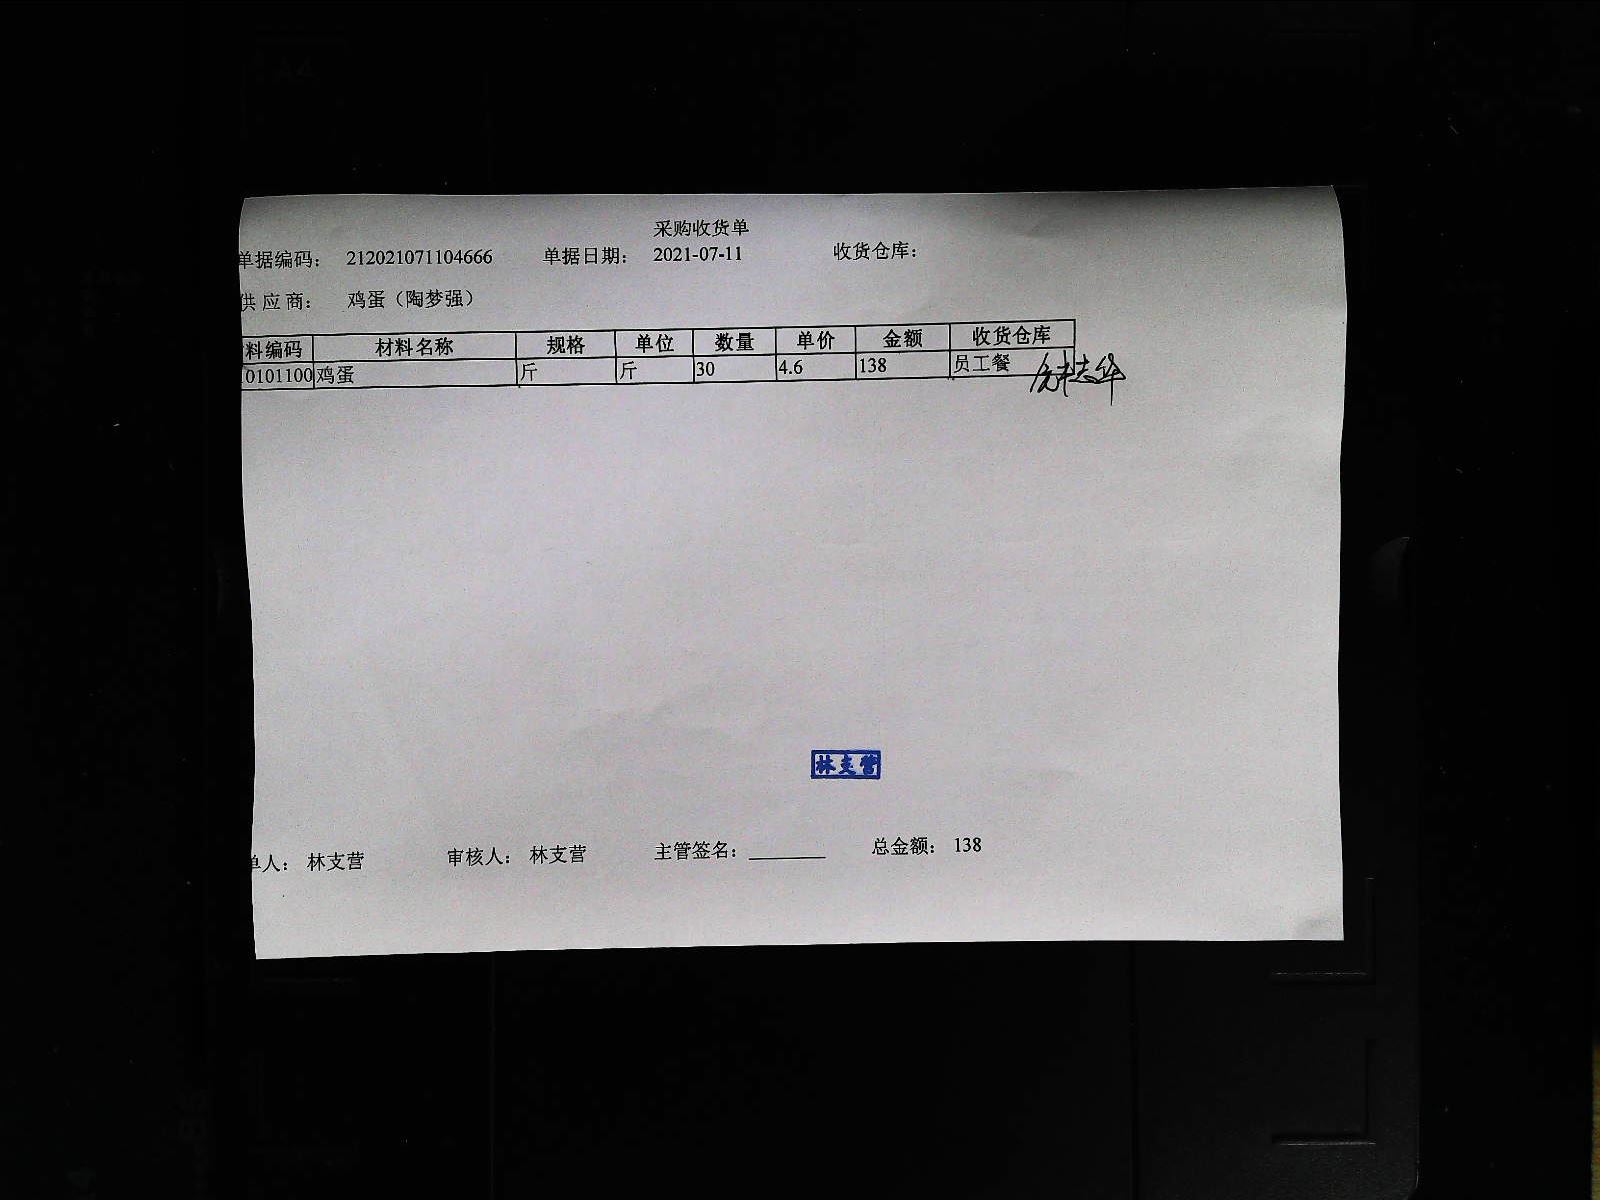 采购收货单
单据编码： 212021071104666 单据日期： 2021-07-11 收货仓库：
供 应 商： 鸡蛋（陶梦强）
料编码 材料名称 规格 单位 数量 单价 金额 收货仓库
0101100 鸡蛋 斤 斤 30 4.6 138 员工餐
林支营
单人： 林支营 审核人： 林支营 主管签名：________ 总金额： 138